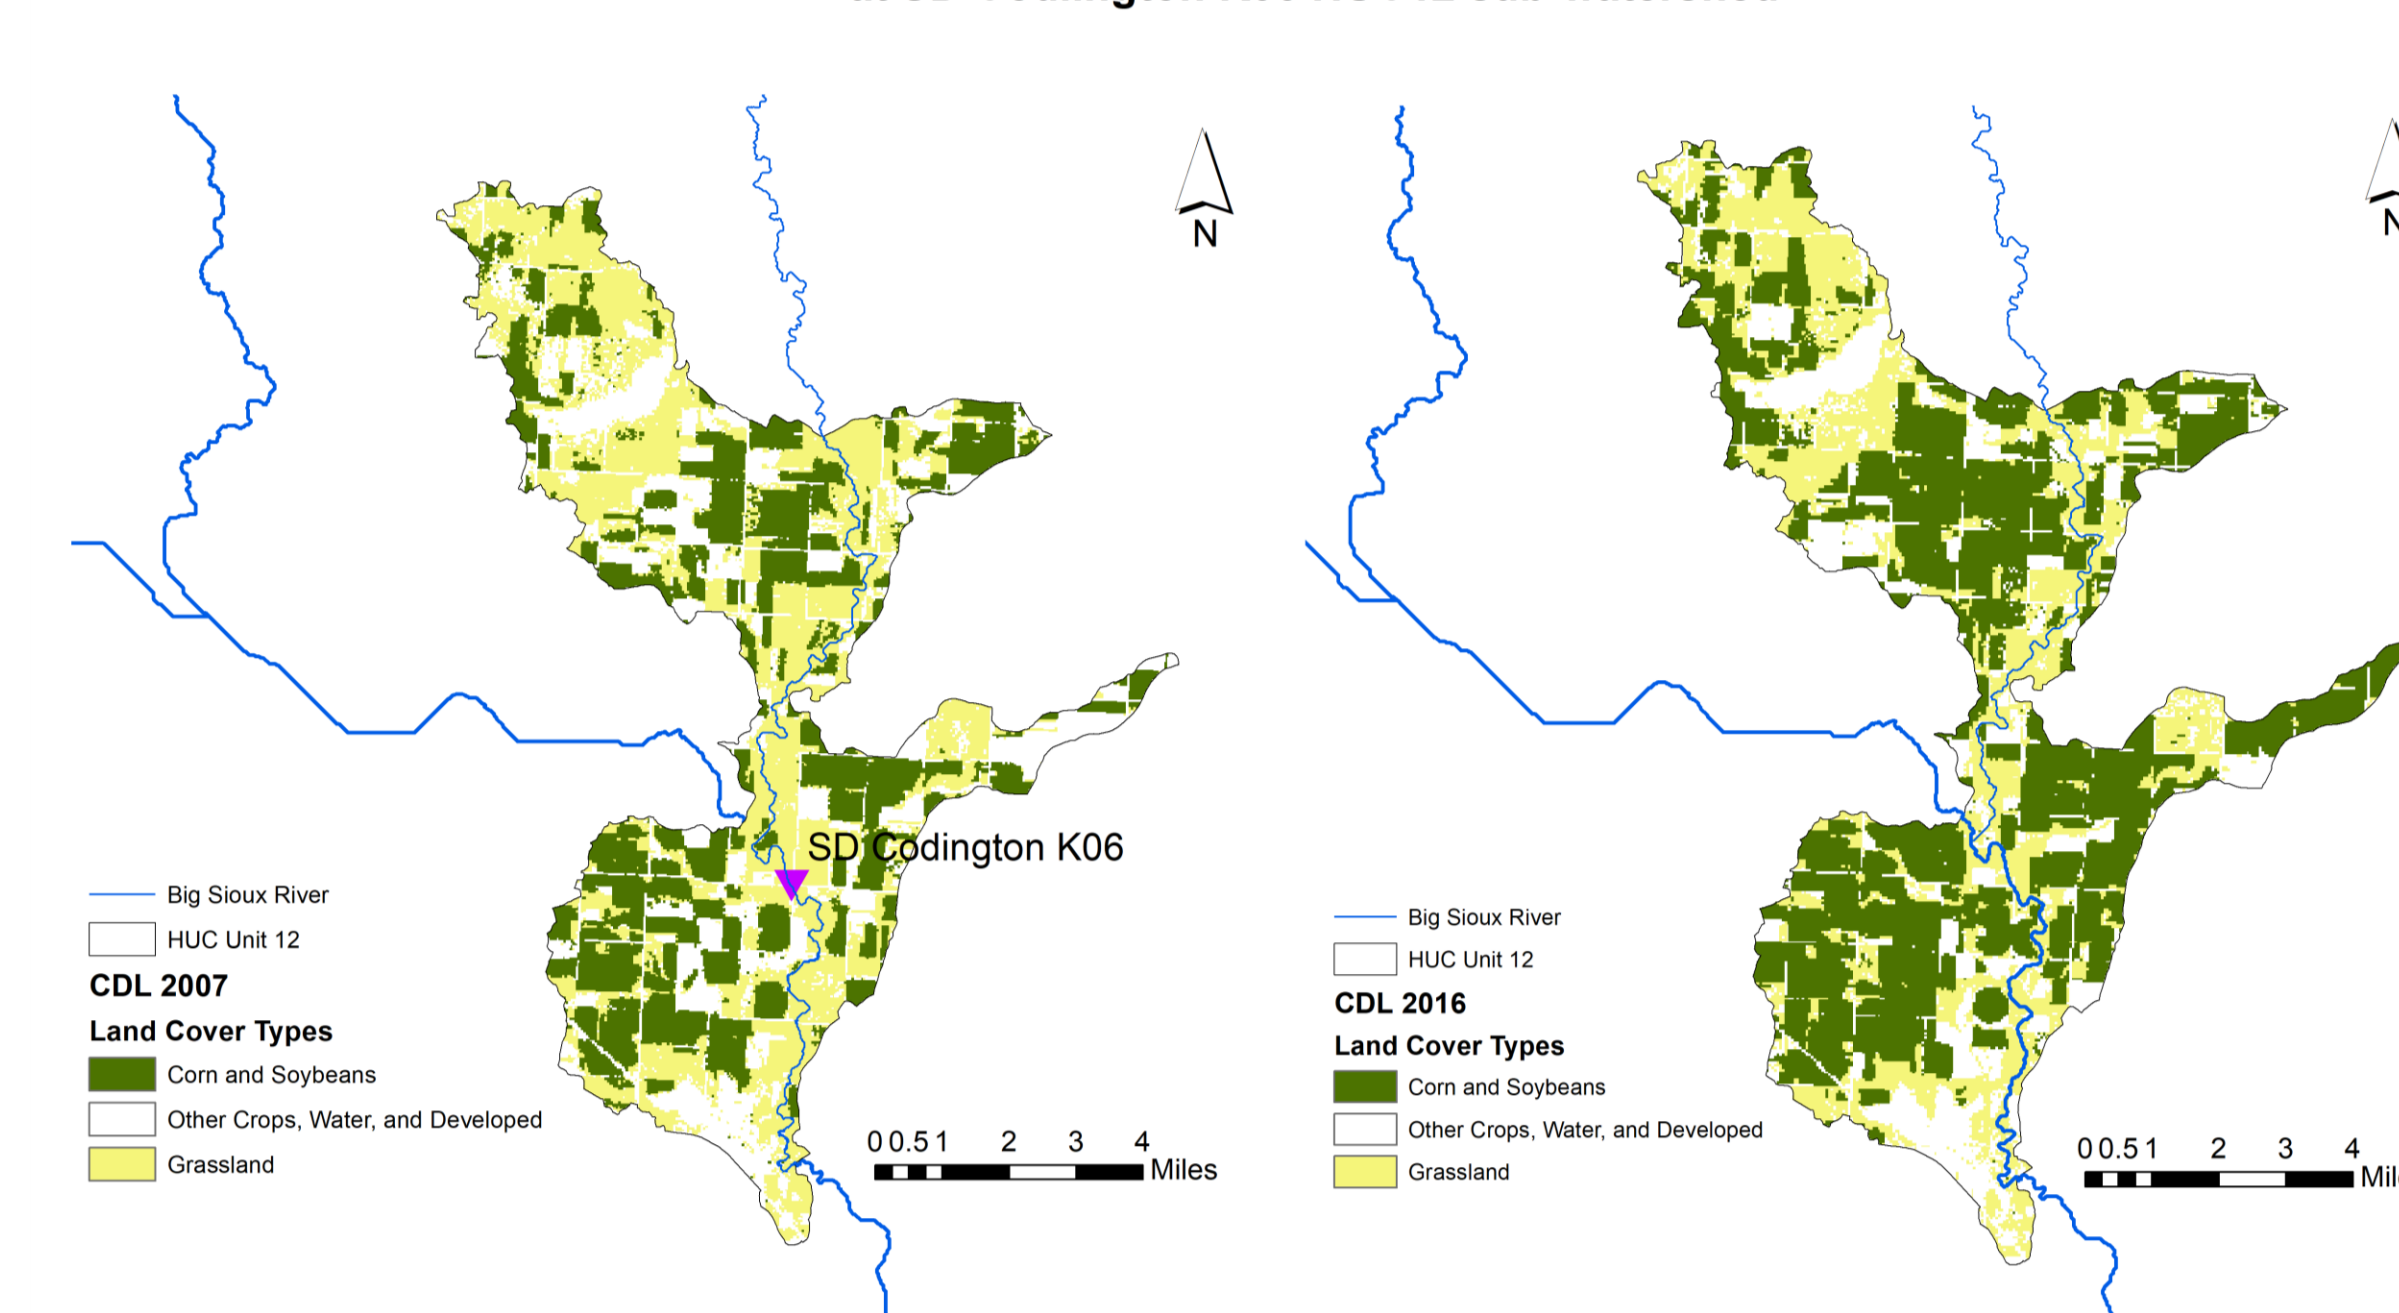 N
N
SD Codington K06
Big Sioux River
HUC Unit 12
CDL 2007
Land Cover Types
Corn and Soybeans
Other Crops, Water, and Developed
Grassland
0 0.5 1 2 3 4
Miles
Big Sioux River
HUC Unit 12
CDL 2016
Land Cover Types
Corn and Soybeans
Other Crops, Water, and Developed
Grassland
0 0.5 1 2 3 4